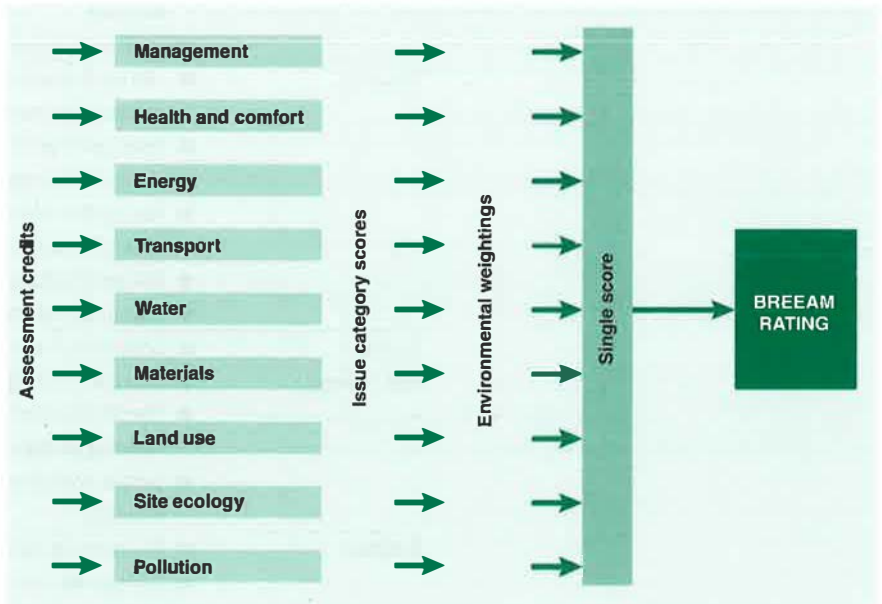 Assessment credits
Management
Health and comfort
Energy
Transport
Water
Materials
Land use
Site ecology
Pollution
Issue category scores
Environmental weightings
Single score
BREEAM
RATING